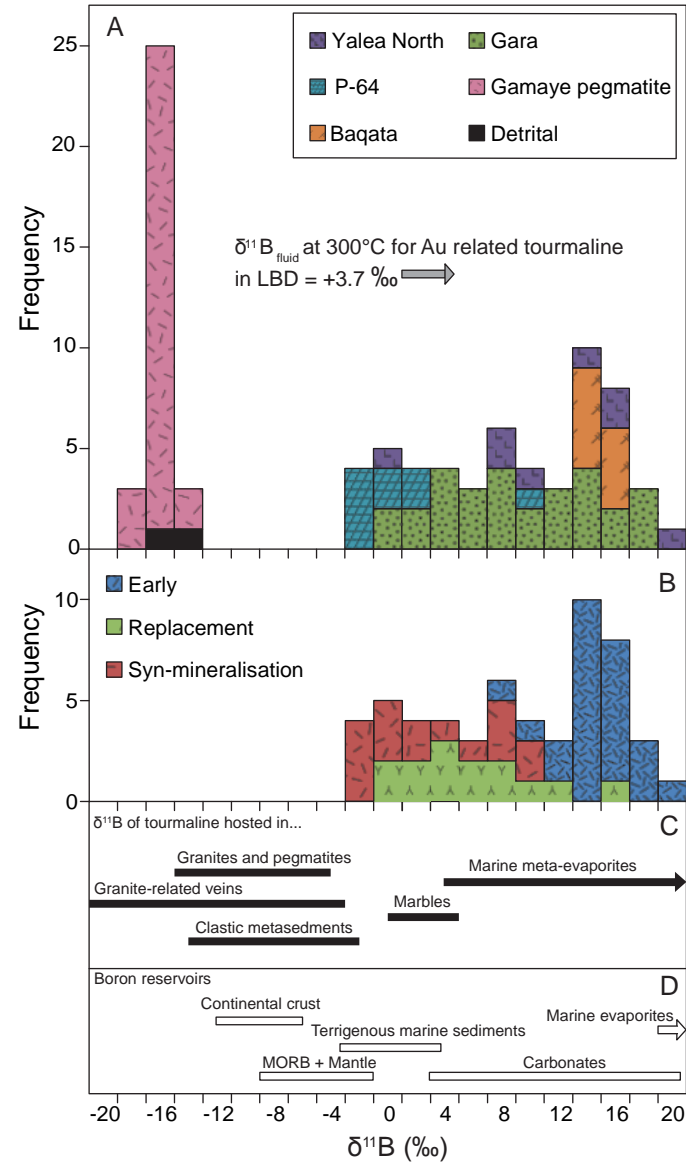 A
25
20
15
10
5
0
Frequency
Yalea North
Gara
P-64
Gamaye pegmatite
Baqata
Detrital
δ¹¹B fluid at 300°C for Au related tourmaline
in LBD = +3.7 ‰
B
10
5
0
Frequency
Early
Replacement
Syn-mineralisation
δ¹¹B of tourmaline hosted in...
C
Granites and pegmatites
Marine meta-evaporites
Granite-related veins
Marbles
Clastic metasedments
Boron reservoirs
D
Continental crust
Marine evaporites
Terrigenous marine sediments
MORB + Mantle
Carbonates
-20 -16 -12 -8 -4 0 4 8 12 16 22
δ¹¹B (‰)